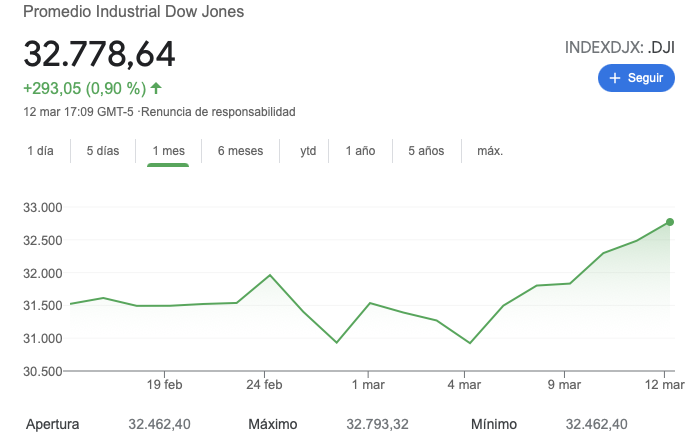 Promedio Industrial Dow Jones
32.778,64
INDEXDJX: .DJI
+293,05 (0,90 %)
+ Seguir
12 mar 17:09 GMT-5 ·Renuncia de responsabilidad
1 día 5 días 1 mes 6 meses ytd 1 año 5 años máx.
33.000
32.500
32.000
31.500
31.000
30.500
19 feb 24 feb 1 mar 4 mar 9 mar 12 mar
Apertura 32.462,40 Máximo 32.793,32 Mínimo 32.462,40